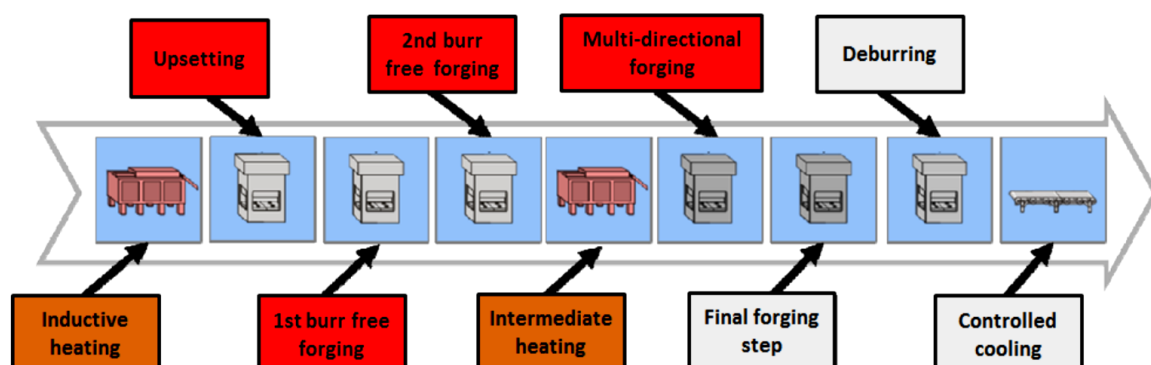 Upsetting
2nd burr
free forging
Multi-directional
forging
Deburring
Inductive
heating
1st burr free
forging
Intermediate
heating
Final forging
step
Controlled
cooling